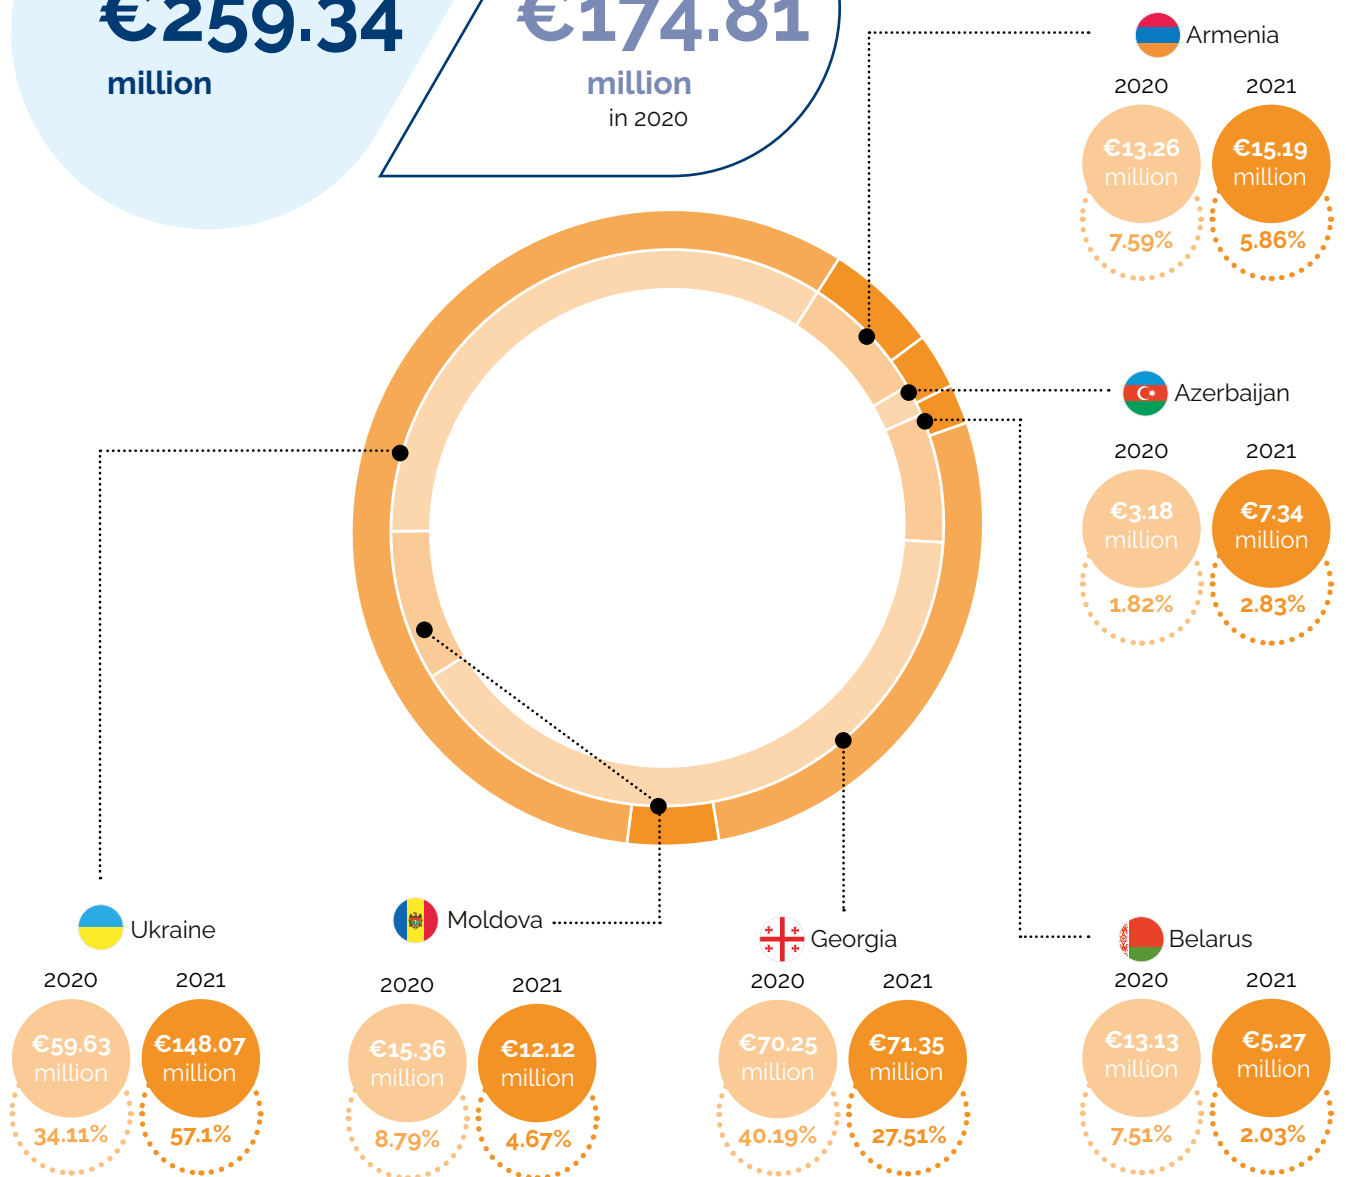 €259.34
million
€174.81
million
in 2020
Armenia
2020
2021
€13.26
million
7.59%
€15.19
million
5.86%
Azerbaijan
2020
2021
€3.18
million
1.82%
€7.34
million
2.83%
Ukraine
2020
2021
€59.63
million
34.11%
€148.07
million
57.1%
Moldova
2020
2021
€15.36
million
8.79%
€12.12
million
4.67%
Georgia
2020
2021
€70.25
million
40.19%
€71.35
million
27.51%
Belarus
2020
2021
€13.13
million
7.51%
€5.27
million
2.03%